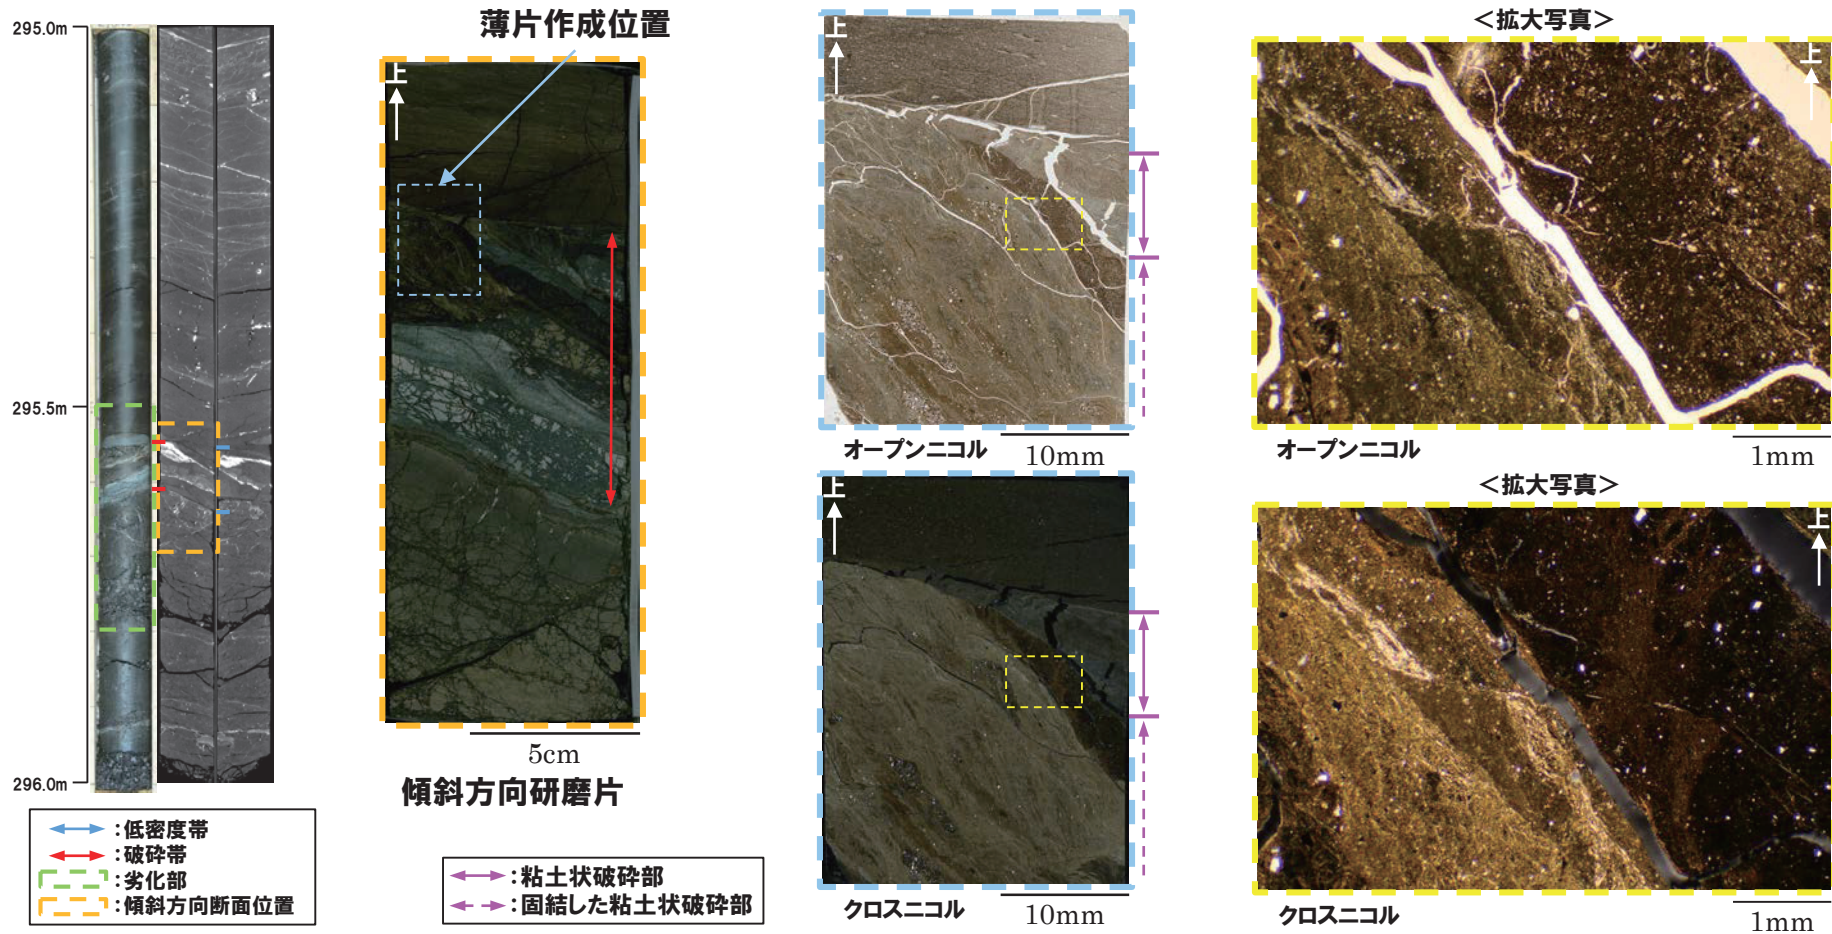 295.0m
295.5m
296.0m
:低密度帯
:破砕帯
:劣化部
:傾斜方向断面位置
薄片作成位置
上
5cm
傾斜方向研磨片
:粘土状破砕部
:固結した粘土状破砕部
上
オープンニコル
10mm
上
クロスニコル
10mm
<拡大写真>
上
オープンニコル
1mm
<拡大写真>
上
クロスニコル
1mm